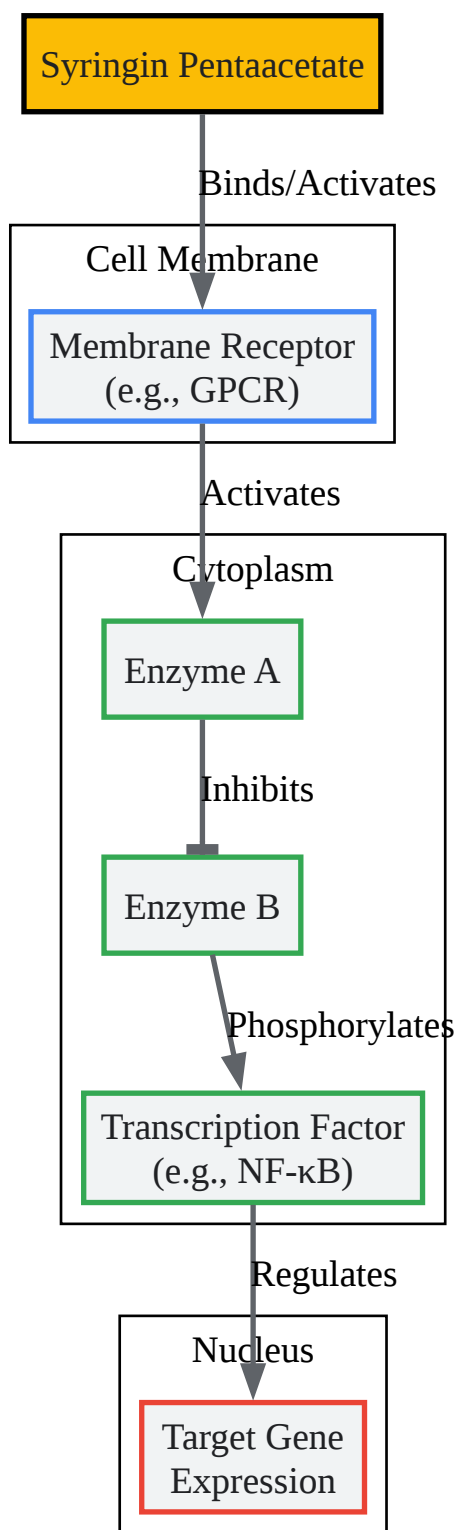 Syringin Pentaacetate
Binds/Activates
Cell Membrane
Membrane Receptor
(e.g., GPCR)
Activates
Cytoplasm
Enzyme A
Inhibits
Enzyme B
Phosphorylates
Transcription Factor
(e.g., NF-κB)
Regulates
Nucleus
Target Gene
Expression